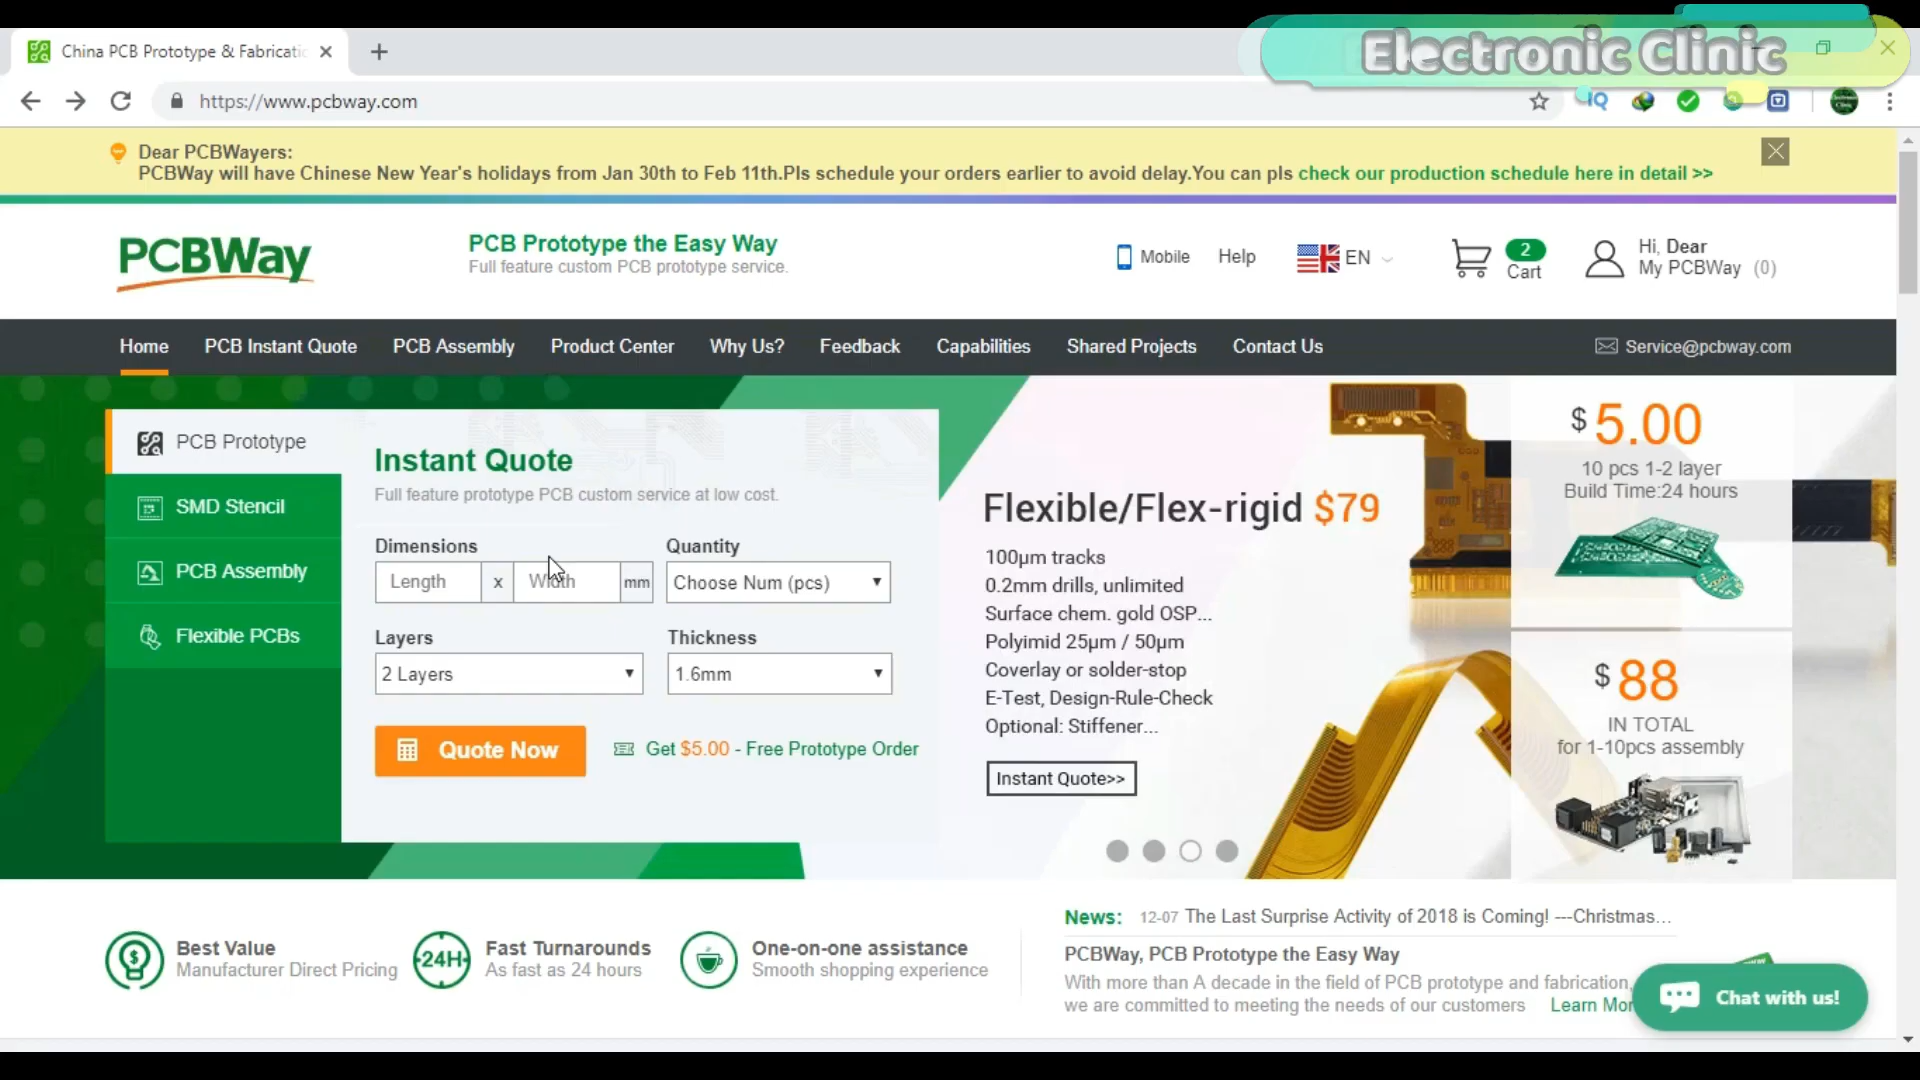 Electronic Clinic
China PCB Prototype & Fabricatio
https://www.pcbway.com
Dear PCBWayers:
PCBWay will have Chinese New Year's holidays from Jan 30th to Feb 11th.Pls schedule your orders earlier to avoid delay.You can pls check our production schedule here in detail >>
PCBWay
PCB Prototype the Easy Way
Full feature custom PCB prototype service.
Mobile
Help
EN
2
Cart
Hi, Dear
My PCBWay (0)
Home
PCB Instant Quote
PCB Assembly
Product Center
Why Us?
Feedback
Capabilities
Shared Projects
Contact Us
Service@pcbway.com
PCB Prototype
SMD Stencil
PCB Assembly
Flexible PCBs
Instant Quote
Full feature prototype PCB custom service at low cost.
Dimensions
Length x Width mm
Quantity
Choose Num (pcs)
Layers
2 Layers
Thickness
1.6mm
Quote Now
Get $5.00 - Free Prototype Order
Flexible/Flex-rigid $79
100μm tracks
0.2mm drills, unlimited
Surface chem. gold OSP...
Polyimid 25μm / 50μm
Coverlay or solder-stop
E-Test, Design-Rule-Check
Optional: Stiffener...
Instant Quote>>
$ 5.00
10 pcs 1-2 layer
Build Time:24 hours
$ 88
IN TOTAL
for 1-10pcs assembly
Best Value
Manufacturer Direct Pricing
24H
Fast Turnarounds
As fast as 24 hours
One-on-one assistance
Smooth shopping experience
News: 12-07 The Last Surprise Activity of 2018 is Coming! ---Christmas...
PCBWay, PCB Prototype the Easy Way
With more than A decade in the field of PCB prototype and fabrication,
we are committed to meeting the needs of our customers Learn Mor
Chat with us!